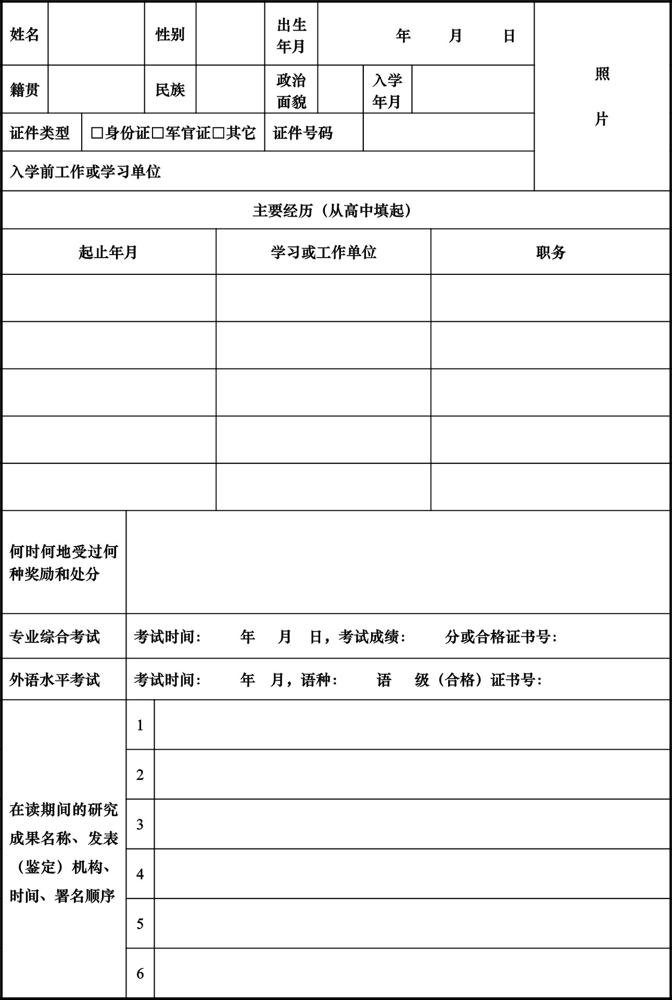 姓名 性别 出生年月 年 月 日
照片
籍贯 民族 政治面貌 入学年月
证件类型 □身份证□军官证□其它 证件号码
入学前工作或学习单位
主要经历（从高中填起）
起止年月 学习或工作单位 职务
何时何地受过何
种奖励和处分
专业综合考试 考试时间： 年 月 日，考试成绩： 分或合格证书号：
外语水平考试 考试时间： 年 月，语种： 语 级（合格）证书号：
在读期间的研究
成果名称、发表
（鉴定）机构、
时间、署名顺序
1
2
3
4
5
6